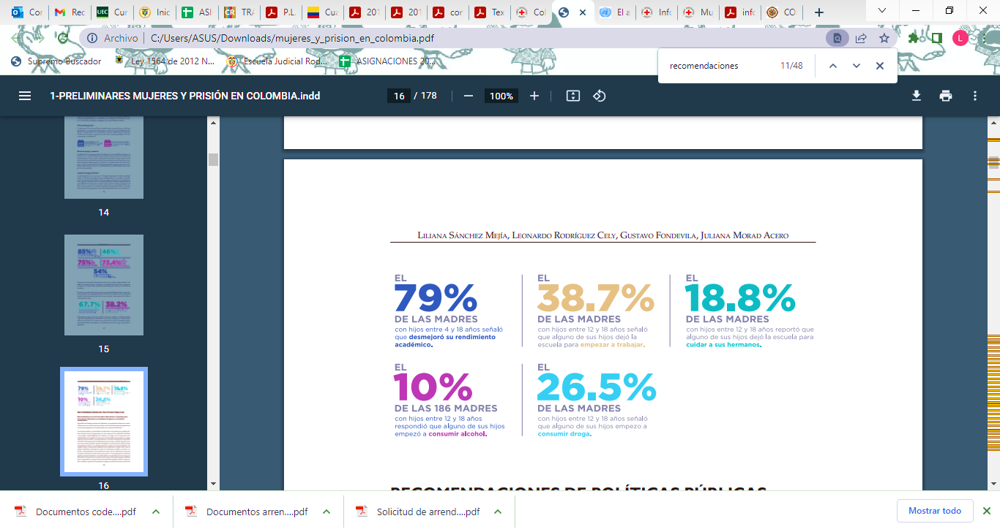 Cor
Rec
UEC
Cur
Inic
ASI
CR
TRA
P.L.
Cua
201
201
cor
Tex
Col
El a
Info
Mu
info
CO
Archivo
C:/Users/ASUS/Downloads/mujeres_y_prision_en_colombia.pdf
L
Supremo Buscador
Ley 1564 de 2012 N...
Escuela Judicial Rod...
ASIGNACIONES 20...
recomendaciones
11/48
1-PRELIMINARES MUJERES Y PRISIÓN EN COLOMBIA.indd
16 / 178
100%
14
85%
46%
75%
73.4%
54%
67.7%
38.2%
15
79%
38.7%
18.8%
10%
26.5%
16
Liliana Sánchez Mejía, Leonardo Rodríguez Cely, Gustavo Fondevila, Juliana Morad Acero
EL
79%
DE LAS MADRES
con hijos entre 4 y 18 años señaló
que desmejoró su rendimiento
académico.
EL
38.7%
DE LAS MADRES
con hijos entre 12 y 18 años señaló
que alguno de sus hijos dejó la
escuela para empezar a trabajar.
EL
18.8%
DE LAS MADRES
con hijos entre 12 y 18 años reportó que
alguno de sus hijos dejó la escuela para
cuidar a sus hermanos.
EL
10%
DE LAS 186 MADRES
con hijos entre 12 y 18 años
respondió que alguno de sus hijos
empezó a consumir alcohol.
EL
26.5%
DE LAS MADRES
con hijos entre 12 y 18 años señaló
que alguno de sus hijos empezo a
consumir droga.
RECOMENDACIONES DE POLÍTICAS PÚBLICAS
Documentos code....pdf
Documentos arren....pdf
Solicitud de arrend....pdf
Mostrar todo